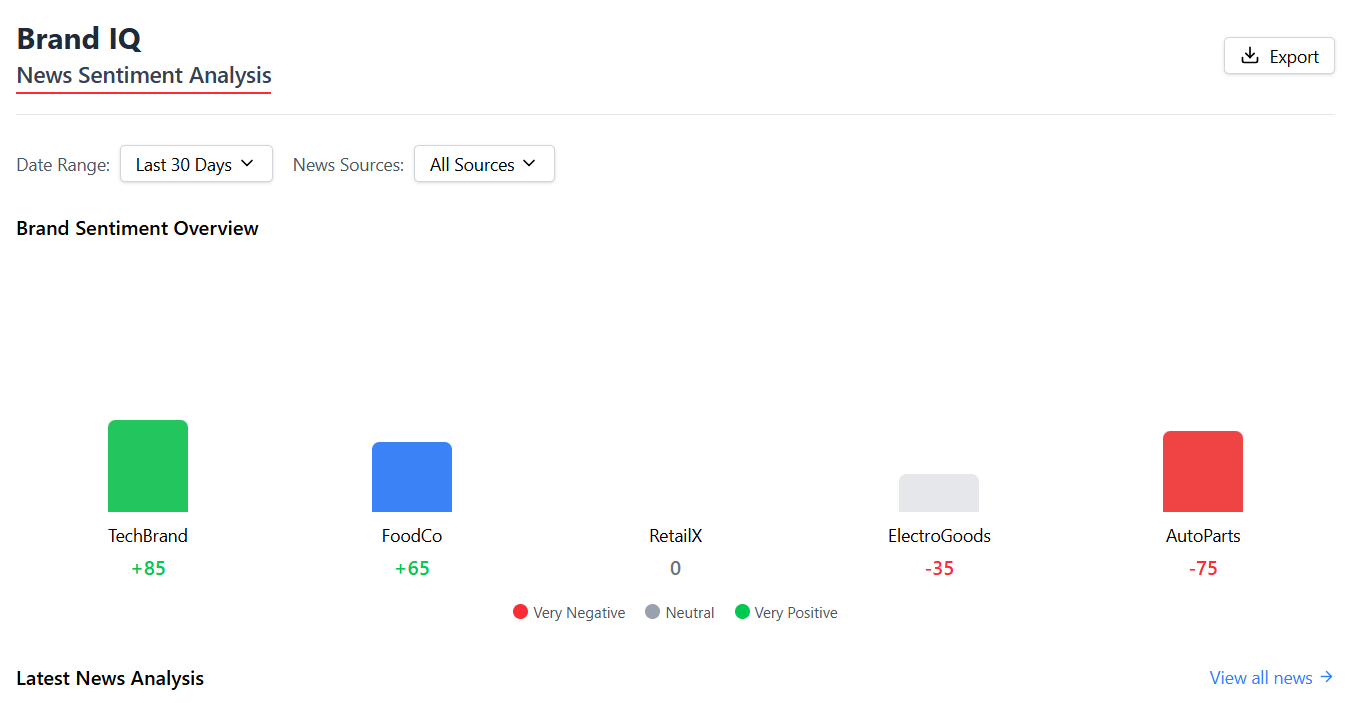 Brand IQ
News Sentiment Analysis
Export
Date Range: Last 30 Days News Sources: All Sources
Brand Sentiment Overview
TechBrand FoodCo RetailX ElectroGoods AutoParts
+85 +65 0 -35 -75
Very Negative Neutral Very Positive
Latest News Analysis View all news →